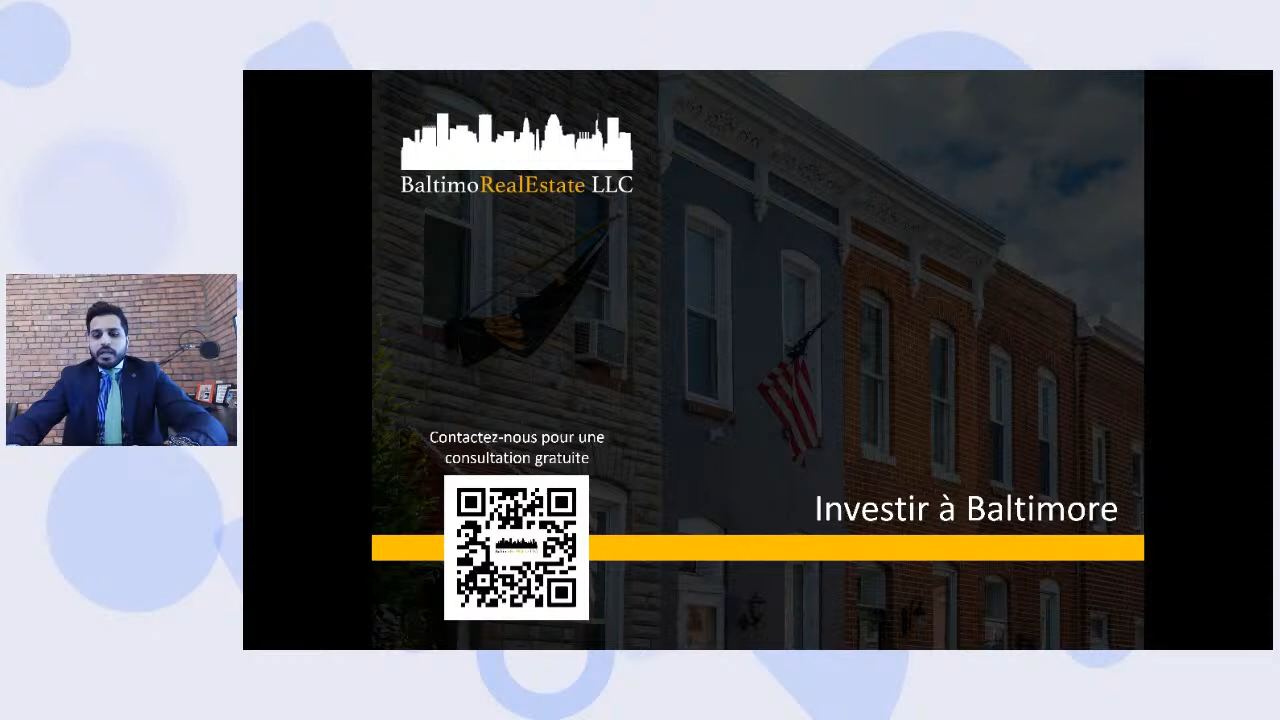 BaltimoRealEstate LLC
Contactez-nous pour une
consultation gratuite
Investir à Baltimore